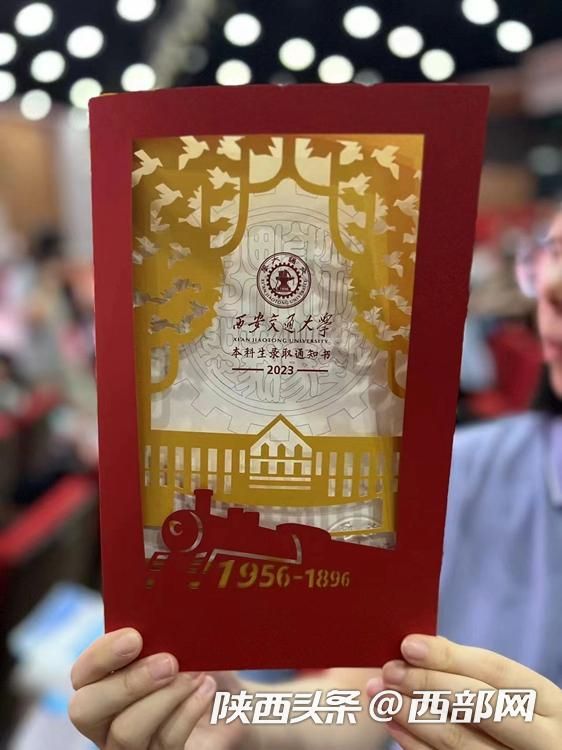 西安交通大学
XI'AN JIAOTONG UNIVERSITY
本科生录取通知书
2023
1956-1896
陕西头条@西部网